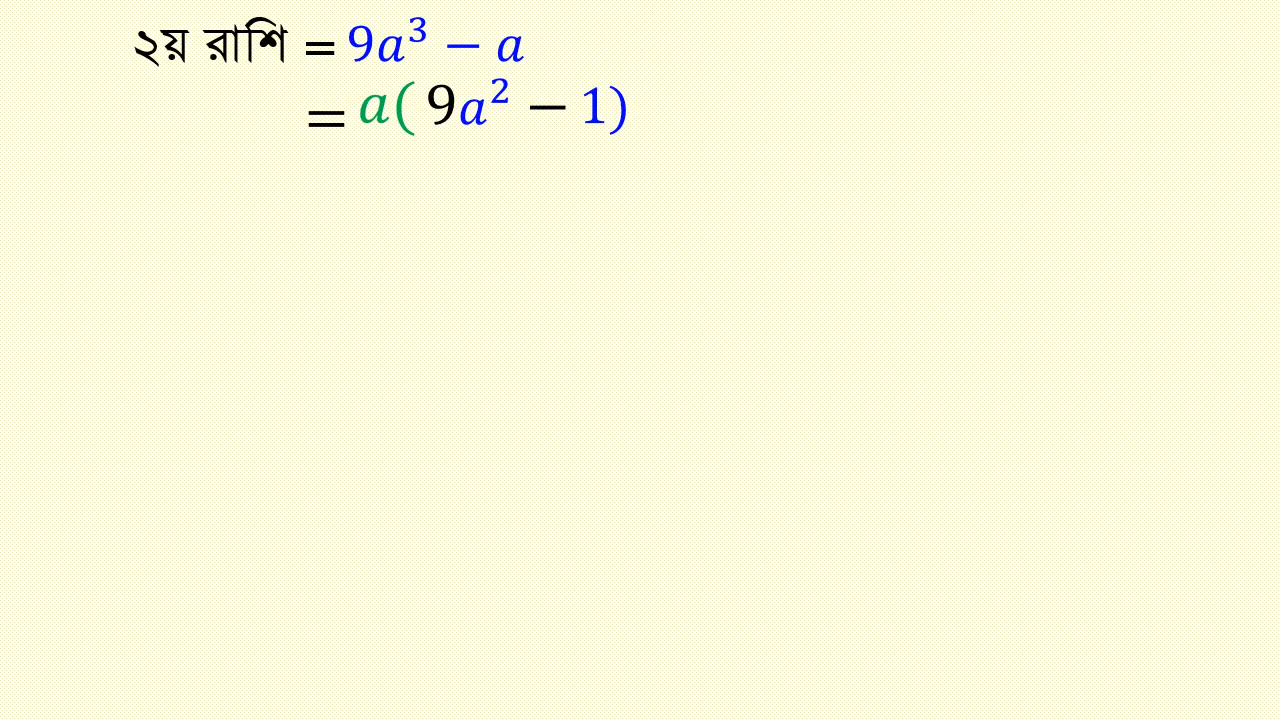 ২য় রাশি = 9a³ − a
= a( 9a² − 1)